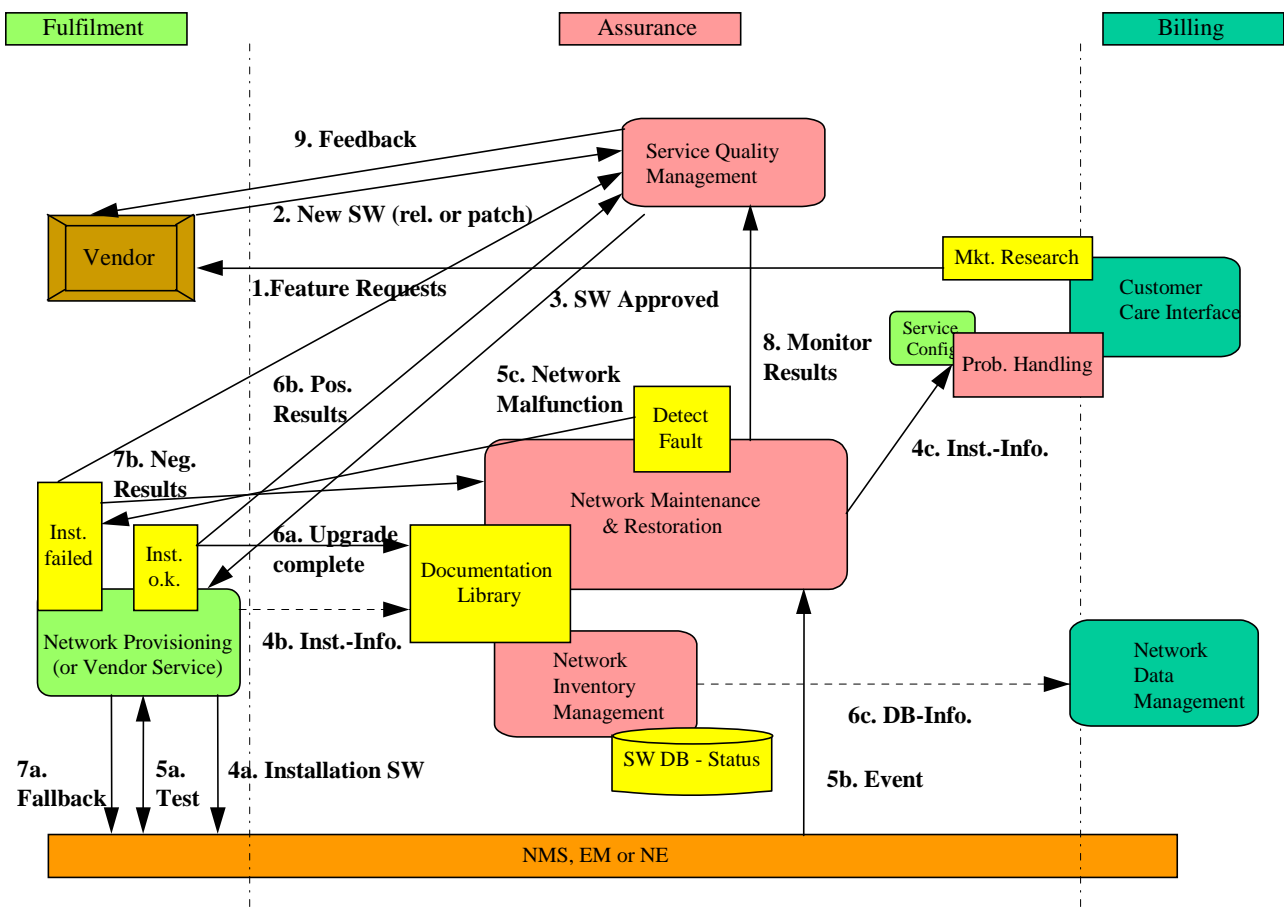 Fulfilment
Assurance
Billing
9. Feedback
Service Quality
Management
2. New SW (rel. or patch)
Vendor
Mkt. Research
1.Feature Requests
3. SW Approved
Customer
Care Interface
Service
Config
8. Monitor
Results
Prob. Handling
6b. Pos.
Results
5c. Network
Malfunction
Detect
Fault
4c. Inst.-Info.
7b. Neg.
Results
Network Maintenance
& Restoration
Inst.
failed
Inst.
o.k.
6a. Upgrade
complete
Documentation
Library
Network Provisioning
(or Vendor Service)
4b. Inst.-Info.
Network
Inventory
Management
Network
Data
Management
6c. DB-Info.
SW DB - Status
7a.
Fallback
5a.
Test
4a. Installation SW
5b. Event
NMS, EM or NE